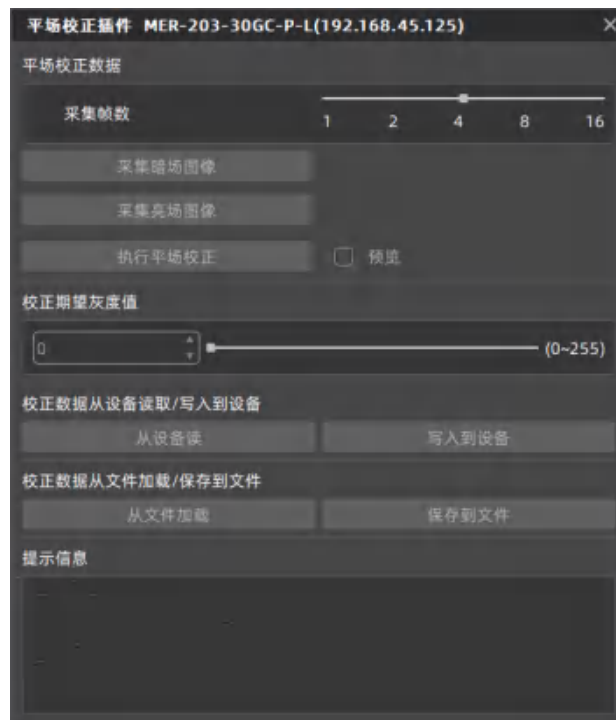 平场校正插件 MER-203-30GC-P-L(192.168.45.125)
平场校正数据
采集帧数
1 2 4 8 16
采集暗场图像
采集亮场图像
执行平场校正 预览
校正期望灰度值
0 (0~255)
校正数据从设备读取/写入到设备
从设备读 写入到设备
校正数据从文件加载/保存到文件
从文件加载 保存到文件
提示信息